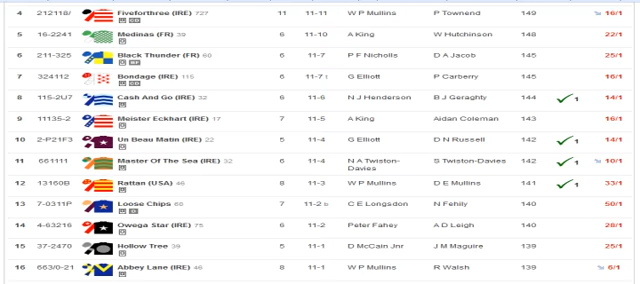 4 212118/ Fiveforthree (IRE) 727 11 11-11 W P Mullins P Townend 149 16/1
5 16-2241 Medinas (FR) 39 6 11-10 A King W Hutchinson 148 22/1
6 211-325 Black Thunder (FR) 60 6 11-7 P F Nicholls D A Jacob 145 25/1
7 324112 Bondage (IRE) 115 6 11-7 t G Elliott P Carberry 145 16/1
8 115-2U7 Cash And Go (IRE) 32 6 11-6 N J Henderson B J Geraghty 144 1 14/1
9 11135-2 Meister Eckhart (IRE) 17 7 11-5 A King Aidan Coleman 143 16/1
10 2-P21F3 Un Beau Matin (IRE) 22 5 11-4 G Elliott D N Russell 142 1 14/1
11 661111 Master Of The Sea (IRE) 32 6 11-4 N A Twiston-Davies S Twiston-Davies 142 1 10/1
12 13160B Rattan (USA) 46 8 11-3 W P Mullins D E Mullins 141 1 33/1
13 7-0311P Loose Chips 60 7 11-2 b C E Longsdon N Fehily 140 50/1
14 4-63216 Owega Star (IRE) 75 6 11-2 Peter Fahey A D Leigh 140 28/1
15 37-2470 Hollow Tree 39 5 11-1 D McCain Jnr J M Maguire 139 25/1
16 663/0-21 Abbey Lane (IRE) 46 8 11-1 W P Mullins R Walsh 139 6/1